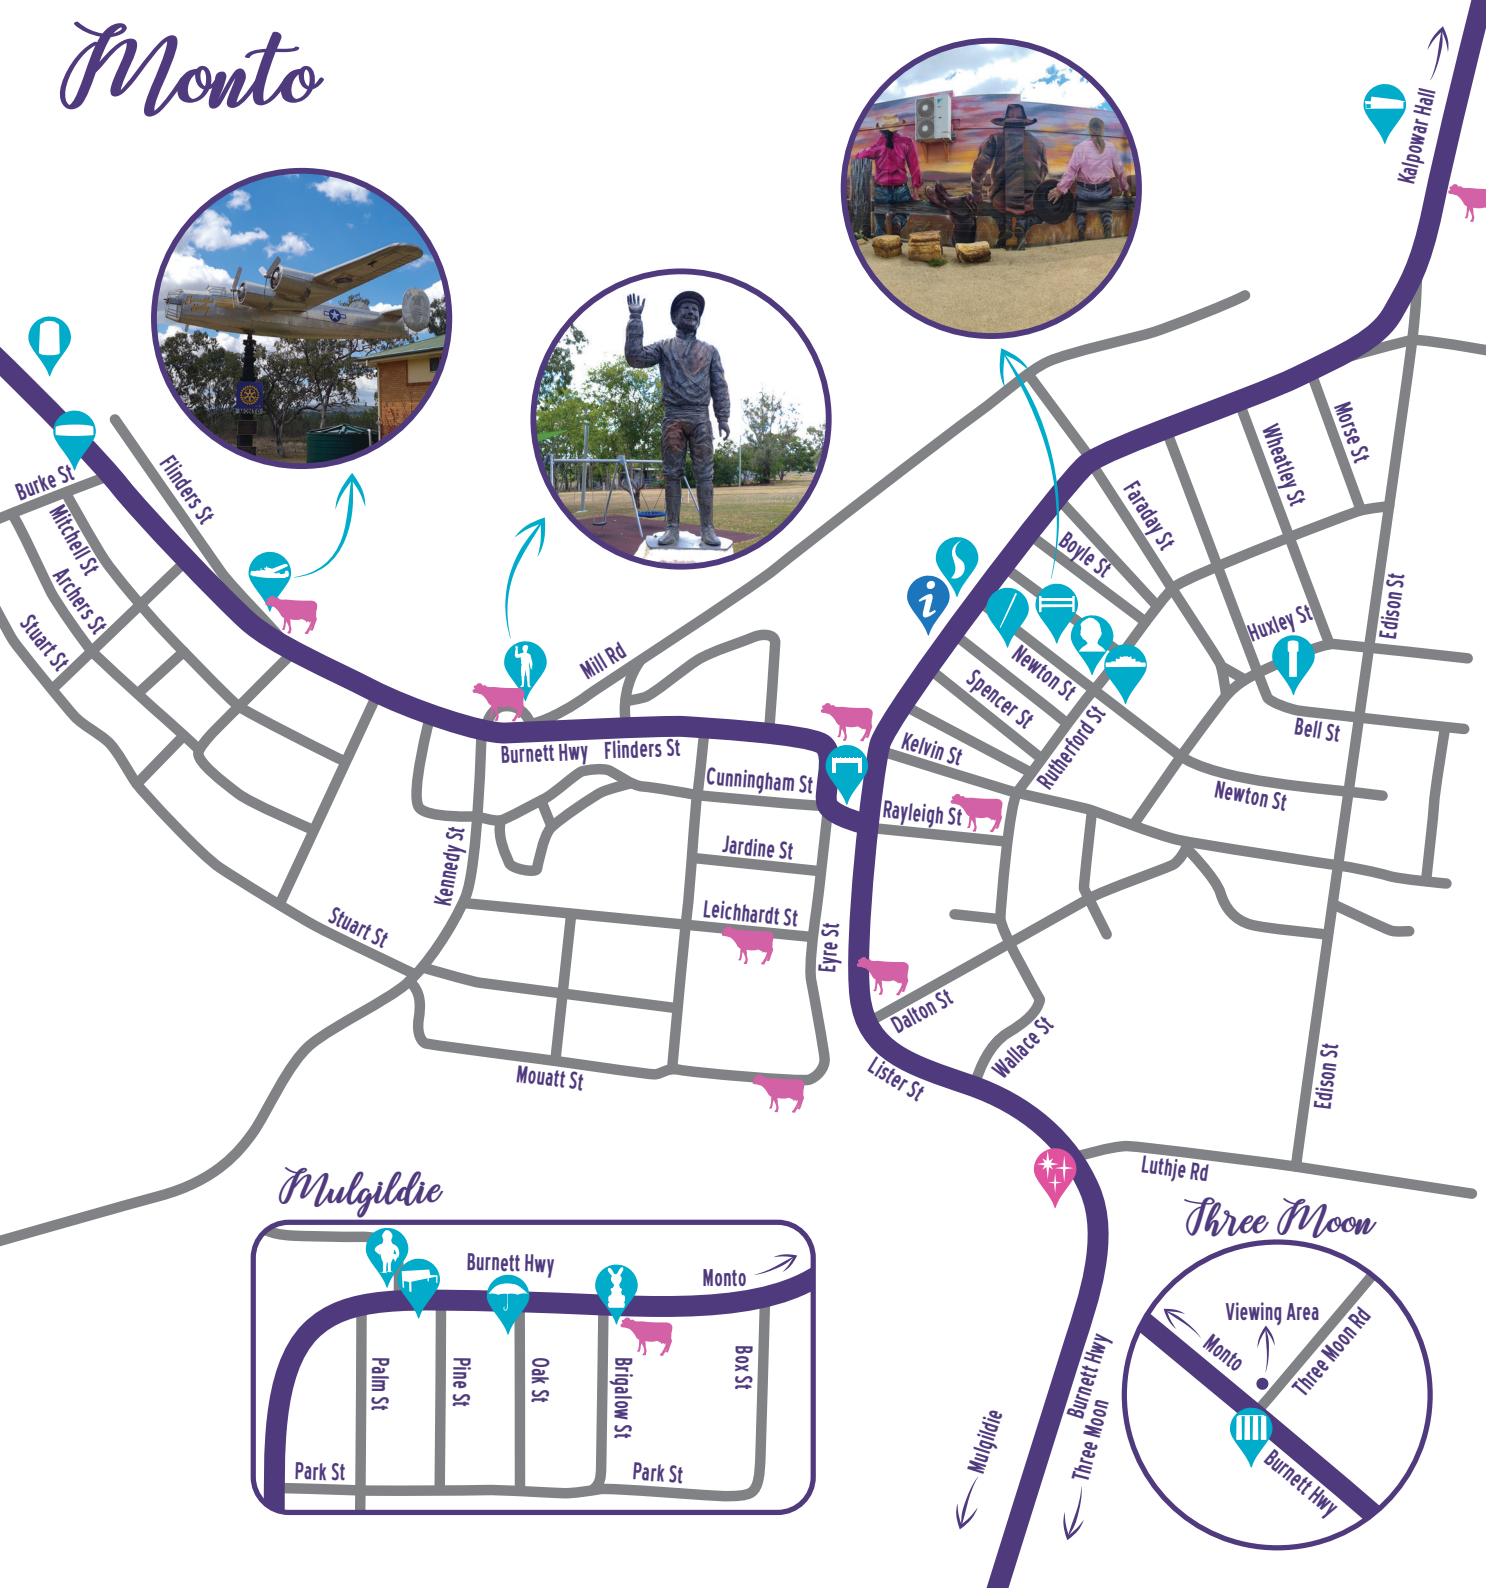 Monto
Kalpowar Hall
Burke St
Mitchell St
Archers St
Stuart St
Flinders St
Mill Rd
Burnett Hwy
Flinders St
Cunningham St
Jardine St
Leichhardt St
Kennedy St
Stuart St
Mouatt St
Eyre St
Kelvin St
Rayleigh St
Spencer St
Newton St
Boyle St
Faraday St
Wheatley St
Morse St
Edison St
Huxley St
Bell St
Newton St
Rutherford St
Dalton St
Wallace St
Lister St
Edison St
Luthje Rd
Burnett Hwy
Three Moon
Mulgildie
Mulgildie
Burnett Hwy
Monto
Palm St
Pine St
Oak St
Brigalow St
Box St
Park St
Park St
Three Moon
Viewing Area
Monto
Three Moon Rd
Burnett Hwy
i